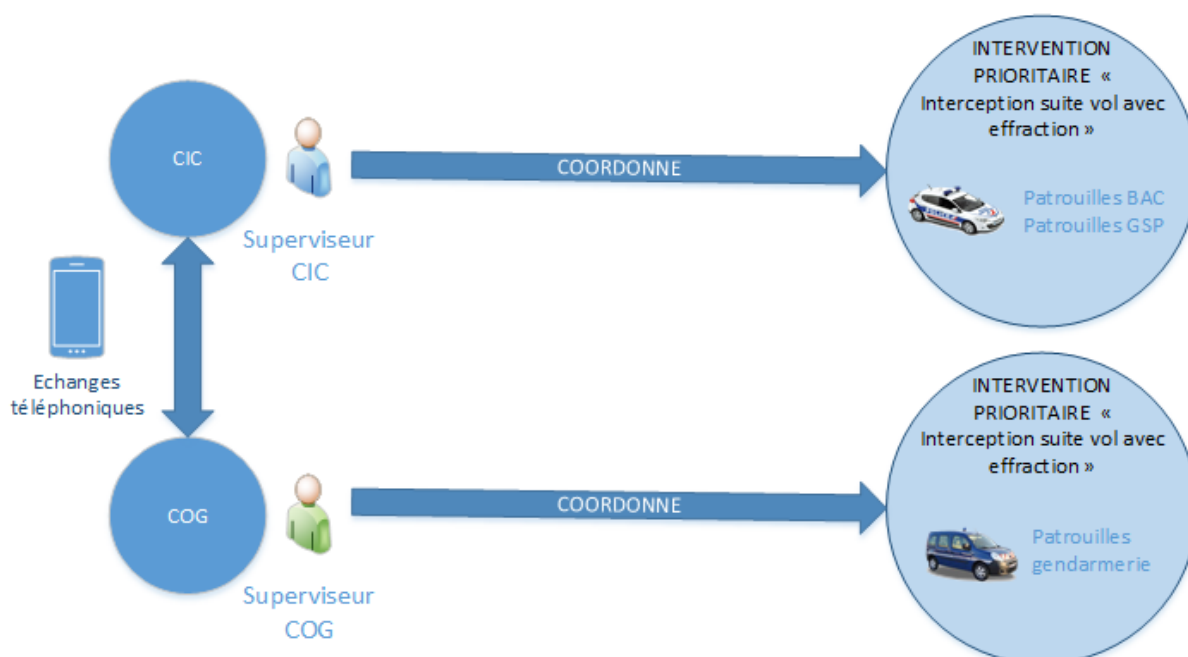 INTERVENTION
PRIORITAIRE «
Interception suite vol avec
effraction »
CIC
COORDONNE
Patrouilles BAC
Patrouilles GSP
Superviseur
CIC
Echanges
téléphoniques
INTERVENTION
PRIORITAIRE «
Interception suite vol avec
effraction »
COG
COORDONNE
Patrouilles
gendarmerie
Superviseur
COG